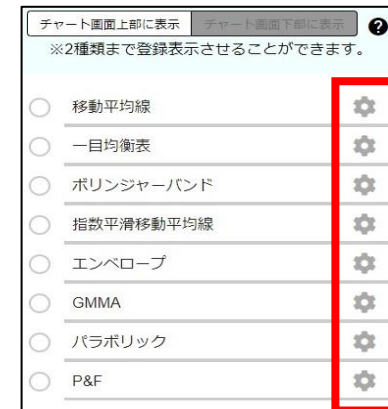 チャート画面上部に表示 チャート画面下部に表示 ?
※2種類まで登録表示させることができます。
移動平均線
一目均衡表
ボリンジャーバンド
指数平滑移動平均線
エンベロープ
GMMA
パラボリック
P&F